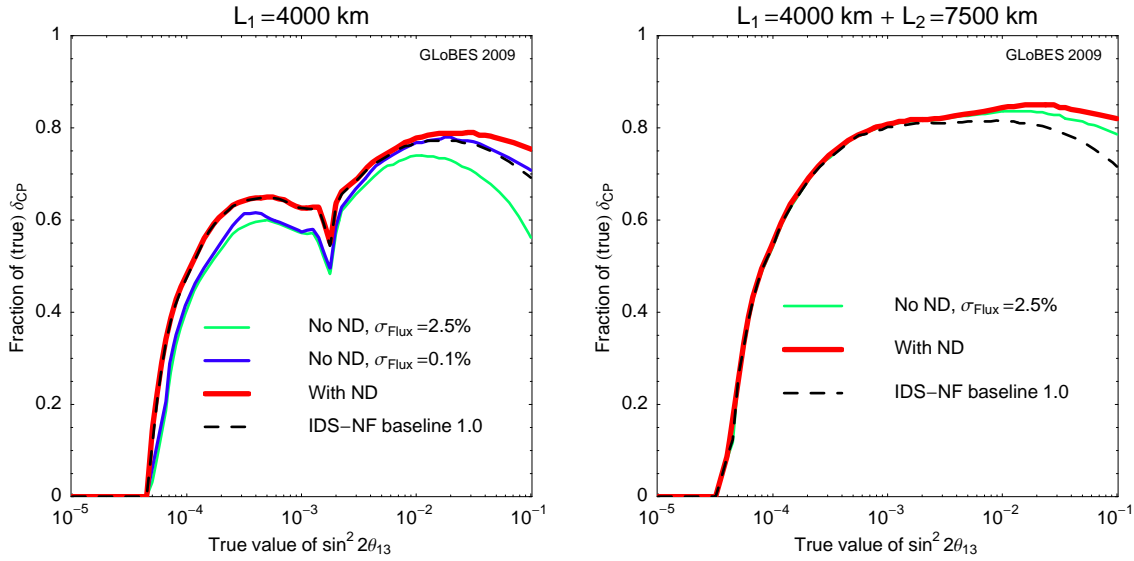 L₁=4000 km
GLoBES 2009
Fraction of (true) δCP
1
0.8
0.6
0.4
0.2
0
No ND, σFlux=2.5%
No ND, σFlux=0.1%
With ND
IDS−NF baseline 1.0
10⁻⁵ 10⁻⁴ 10⁻³ 10⁻² 10⁻¹
True value of sin² 2θ₁₃
L₁=4000 km + L₂=7500 km
GLoBES 2009
Fraction of (true) δCP
1
0.8
0.6
0.4
0.2
0
No ND, σFlux=2.5%
With ND
IDS−NF baseline 1.0
10⁻⁵ 10⁻⁴ 10⁻³ 10⁻² 10⁻¹
True value of sin² 2θ₁₃